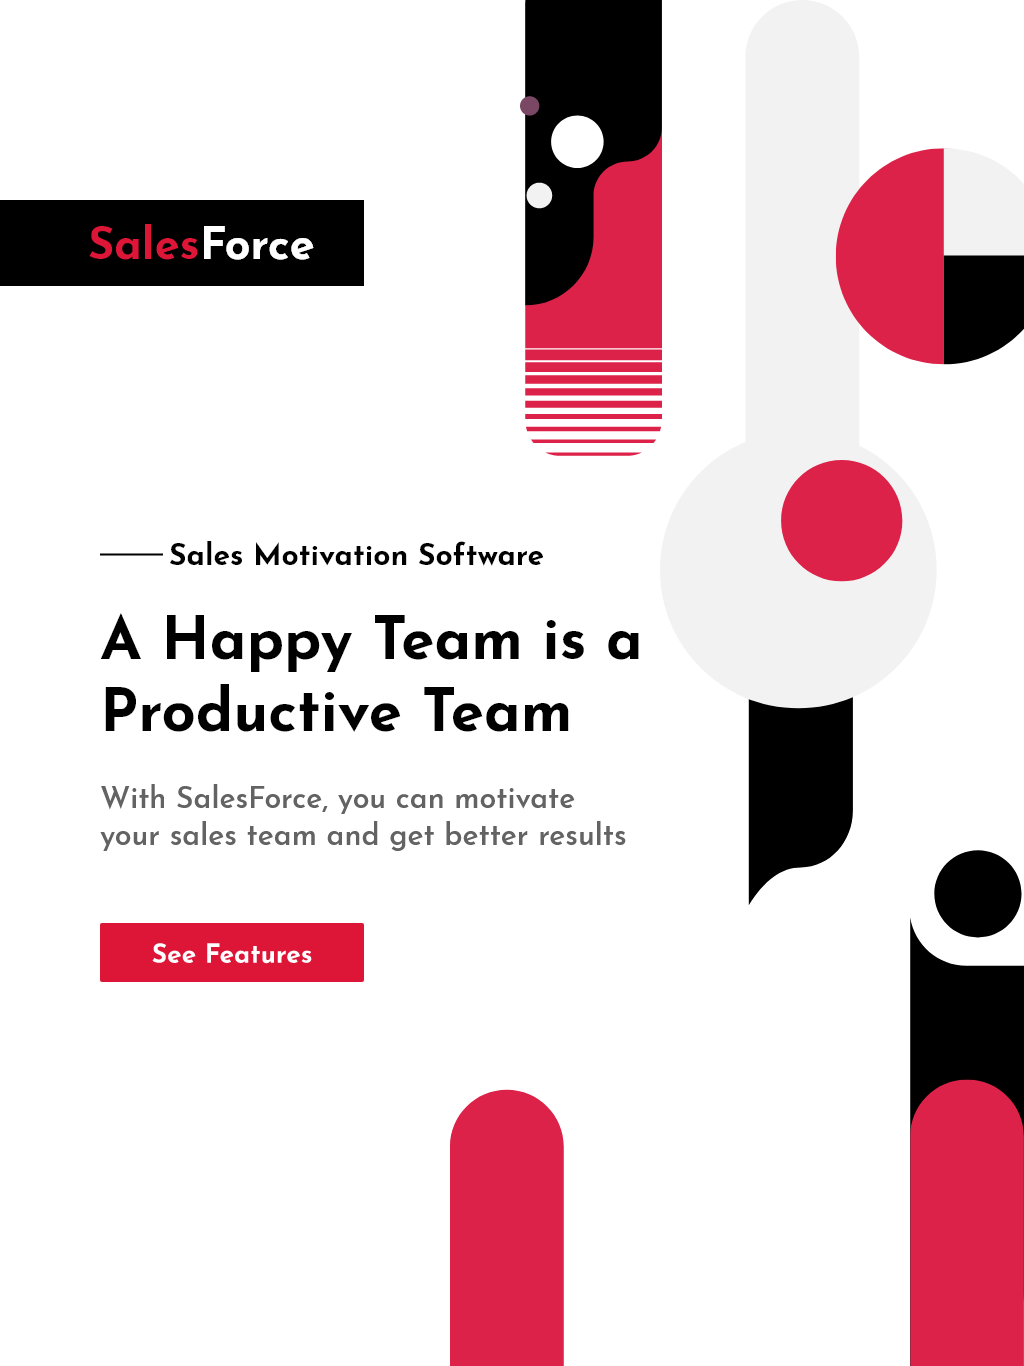 SalesForce
Sales Motivation Software
A Happy Team is a
Productive Team
With SalesForce, you can motivate
your sales team and get better results
See Features